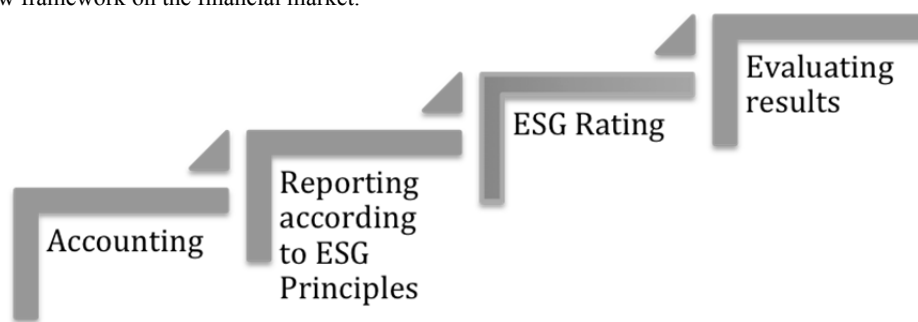 framework on the financial market.
Accounting
Reporting
according
to ESG
Principles
ESG Rating
Evaluating
results